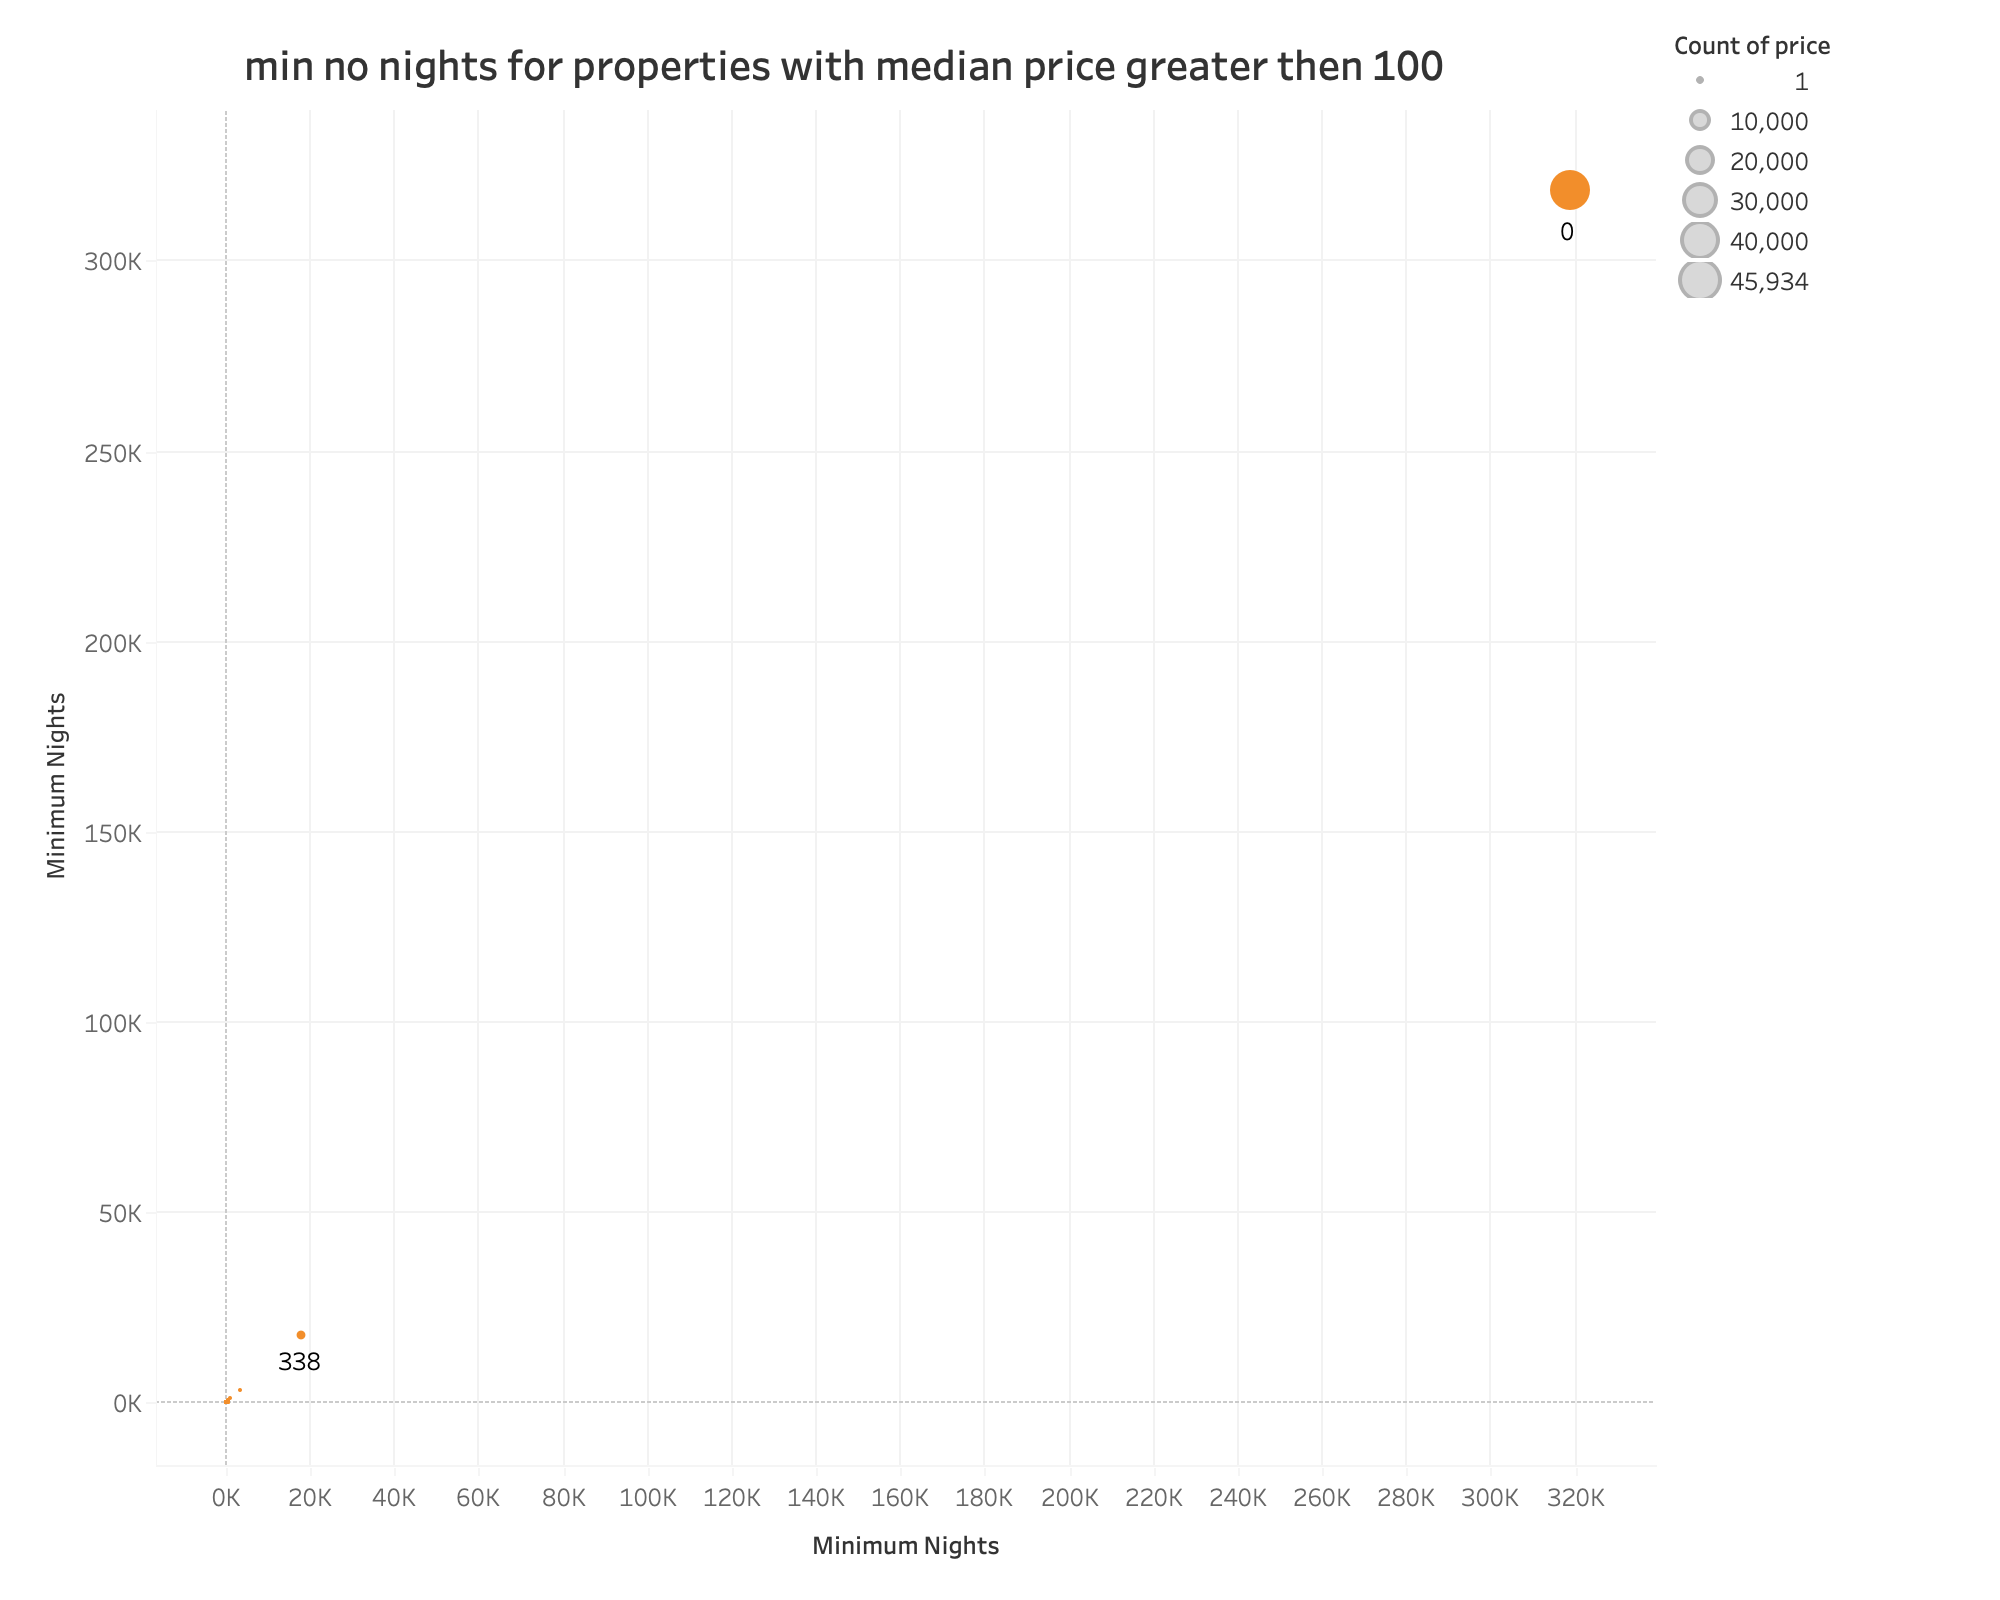 min no nights for properties with median price greater then 100
Count of price
1
10,000
20,000
30,000
40,000
45,934
0
300K
250K
200K
150K
100K
50K
0K
Minimum Nights
338
0K 20K 40K 60K 80K 100K 120K 140K 160K 180K 200K 220K 240K 260K 280K 300K 320K
Minimum Nights